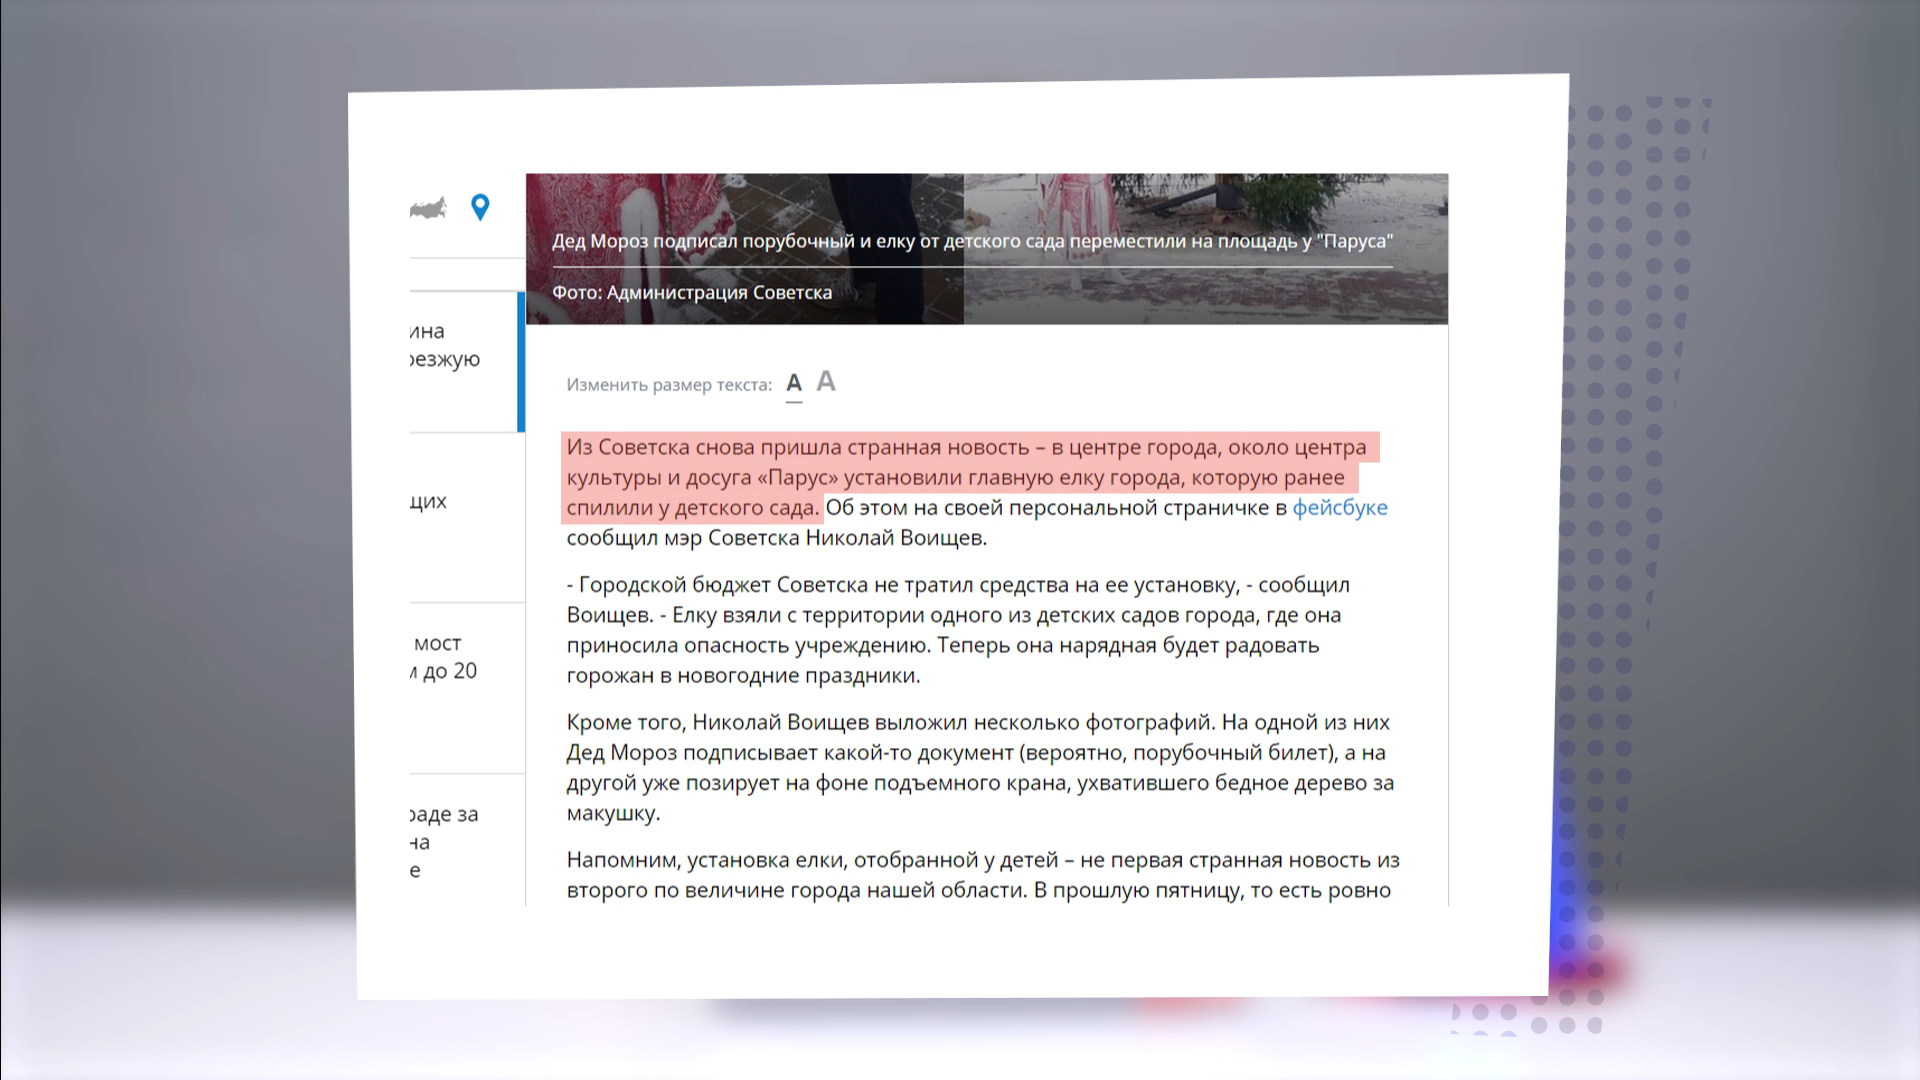 Дед Мороз подписал порубочный и елку от детского сада переместили на площадь у "Паруса"
Фото: Администрация Советска
Изменить размер текста: А А
Из Советска снова пришла странная новость – в центре города, около центра
культуры и досуга «Парус» установили главную елку города, которую ранее
спилили у детского сада. Об этом на своей персональной страничке в фейсбуке
сообщил мэр Советска Николай Воищев.
- Городской бюджет Советска не тратил средства на ее установку, - сообщил
Воищев. - Елку взяли с территории одного из детских садов города, где она
приносила опасность учреждению. Теперь она нарядная будет радовать
горожан в новогодние праздники.
Кроме того, Николай Воищев выложил несколько фотографий. На одной из них
Дед Мороз подписывает какой-то документ (вероятно, порубочный билет), а на
другой уже позирует на фоне подъемного крана, ухватившего бедное дерево за
макушку.
Напомним, установка елки, отобранной у детей – не первая странная новость из
второго по величине города нашей области. В прошлую пятницу, то есть ровно
ина
резжую
щих
мост
м до 20
раде за
на
е